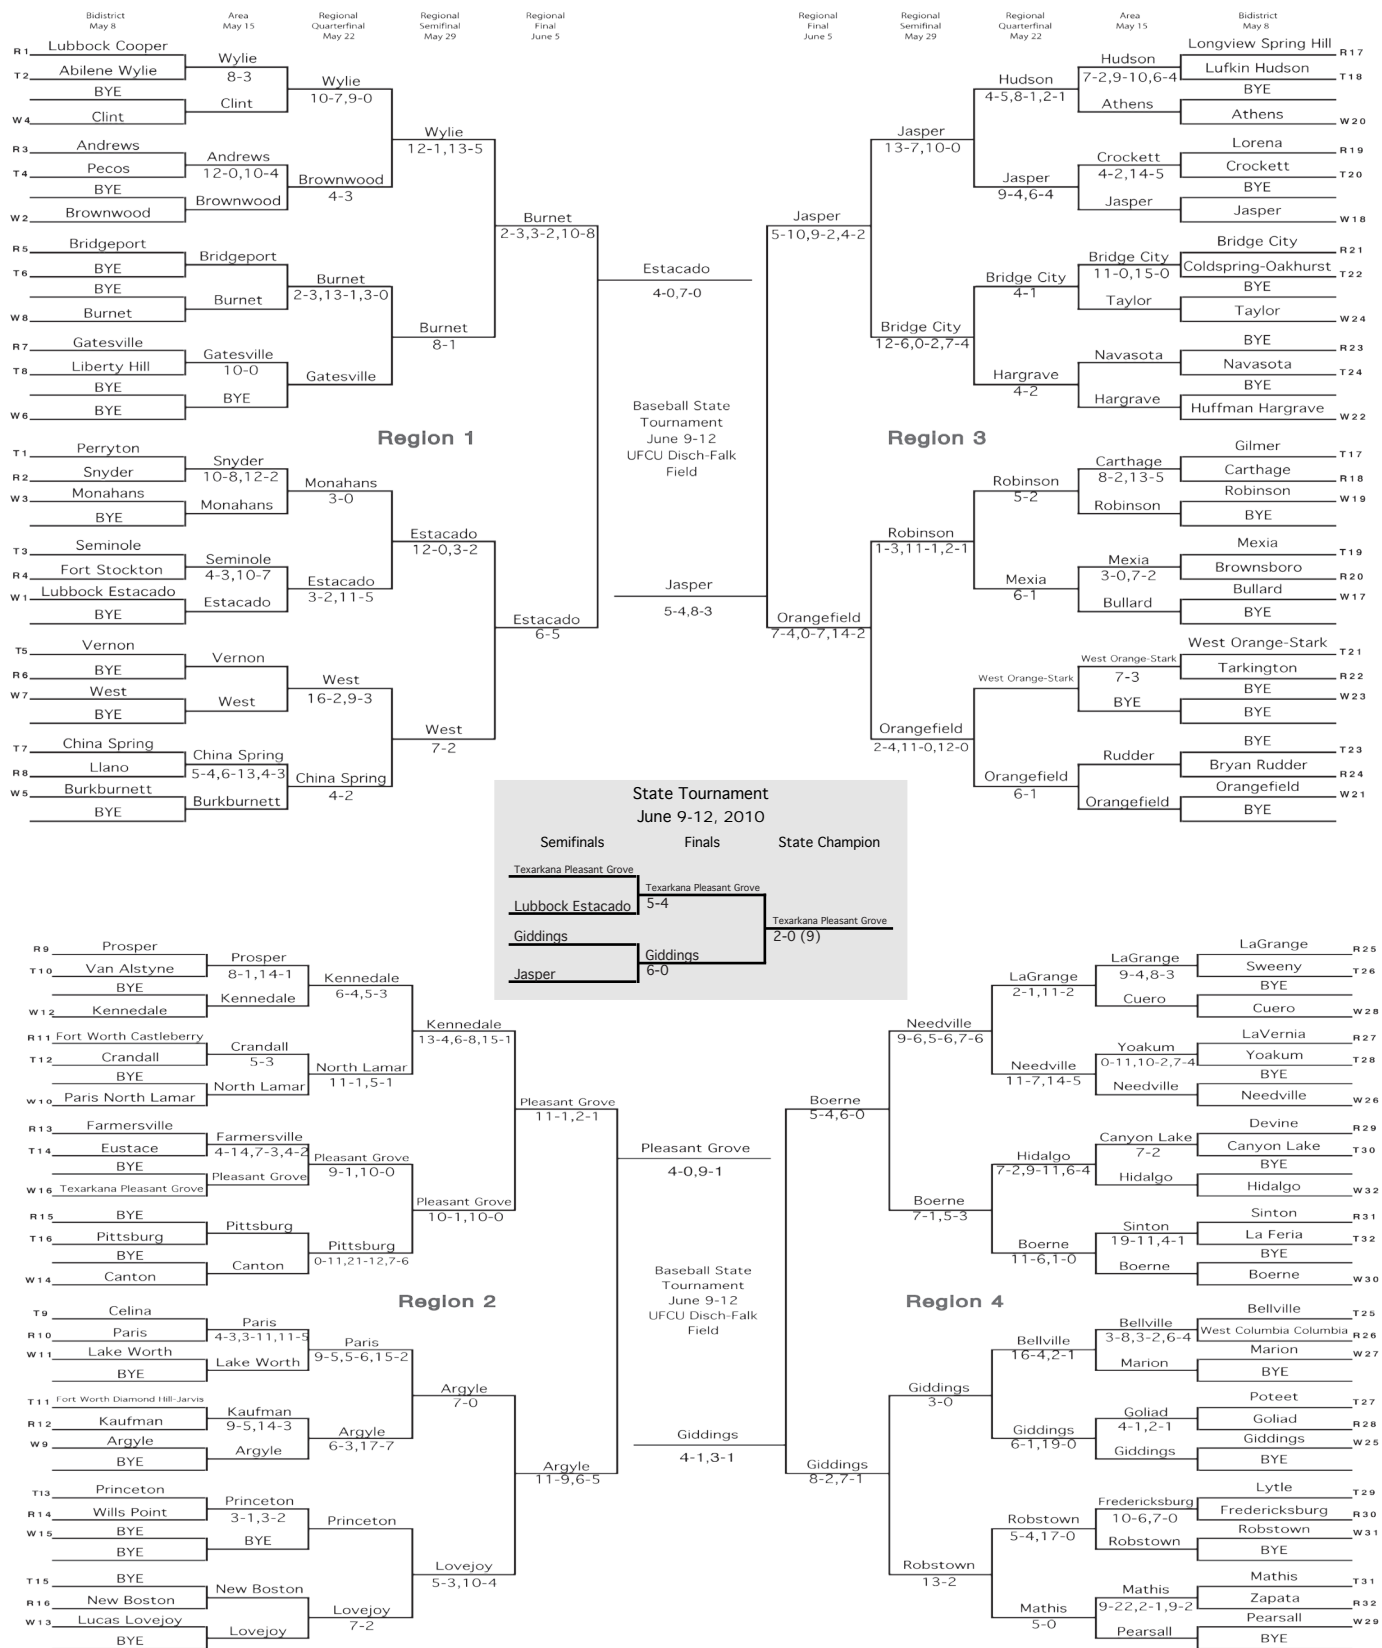 Bidistrict
May 8
Area
May 15
Regional
Quarterfinal
May 22
Regional
Semifinal
May 29
Regional
Final
June 5
R1 Lubbock Cooper
Wylie
8-3
T2 Abilene Wylie
Wylie
10-7,9-0
BYE
Clint
W4 Clint
Wylie
12-1,13-5
R3 Andrews
Andrews
12-0,10-4
T4 Pecos
Brownwood
4-3
BYE
Brownwood
W2 Brownwood
Burnet
2-3,3-2,10-8
R5 Bridgeport
Bridgeport
T6 BYE
Burnet
2-3,13-1,3-0
BYE
Burnet
W8 Burnet
Burnet
8-1
R7 Gatesville
Gatesville
10-0
T8 Liberty Hill
Gatesville
BYE
BYE
W6 BYE
Estacado
4-0,7-0
Region 1
T1 Perryton
Snyder
10-8,12-2
R2 Snyder
Monahans
3-0
W3 Monahans
Monahans
BYE
Estacado
12-0,3-2
T3 Seminole
Seminole
4-3,10-7
R4 Fort Stockton
Estacado
3-2,11-5
W1 Lubbock Estacado
Estacado
BYE
Estacado
6-5
T5 Vernon
Vernon
R6 BYE
West
16-2,9-3
W7 West
West
BYE
West
7-2
T7 China Spring
China Spring
5-4,6-13,4-3
R8 Llano
China Spring
4-2
W5 Burkburnett
Burkburnett
BYE
Baseball State
Tournament
June 9-12
UFCU Disch-Falk
Field
Jasper
5-4,8-3
Regional
Final
June 5
Regional
Semifinal
May 29
Regional
Quarterfinal
May 22
Area
May 15
Bidistrict
May 8
Longview Spring Hill R17
Hudson
7-2,9-10,6-4
Lufkin Hudson T18
Hudson
4-5,8-1,2-1
BYE
Athens
Athens W20
Jasper
13-7,10-0
Lorena R19
Crockett
4-2,14-5
Crockett T20
Jasper
9-4,6-4
BYE
Jasper
Jasper W18
Jasper
5-10,9-2,4-2
Bridge City R21
Bridge City
11-0,15-0
Coldspring-Oakhurst T22
Bridge City
4-1
BYE
Taylor
Taylor W24
Bridge City
12-6,0-2,7-4
BYE R23
Navasota
Navasota T24
Hargrave
4-2
BYE
Hargrave
Huffman Hargrave W22
Region 3
Gilmer T17
Carthage
8-2,13-5
Carthage R18
Robinson
5-2
Robinson W19
Robinson
BYE
Robinson
1-3,11-1,2-1
Mexia T19
Mexia
3-0,7-2
Brownsboro R20
Mexia
6-1
Bullard W17
Bullard
BYE
Orangefield
7-4,0-7,14-2
West Orange-Stark T21
West Orange-Stark
7-3
Tarkington R22
West Orange-Stark
BYE W23
BYE
BYE
Orangefield
2-4,11-0,12-0
BYE T23
Rudder
Bryan Rudder R24
Orangefield
6-1
Orangefield W21
Orangefield
BYE
State Tournament
June 9-12, 2010
Semifinals Finals State Champion
Texarkana Pleasant Grove
Texarkana Pleasant Grove
5-4
Lubbock Estacado
Texarkana Pleasant Grove
2-0 (9)
Giddings
Giddings
6-0
Jasper
R9 Prosper
Prosper
8-1,14-1
T10 Van Alstyne
Kennedale
6-4,5-3
BYE
Kennedale
W12 Kennedale
Kennedale
13-4,6-8,15-1
R11 Fort Worth Castleberry
Crandall
5-3
T12 Crandall
North Lamar
11-1,5-1
BYE
North Lamar
W10 Paris North Lamar
Pleasant Grove
11-1,2-1
R13 Farmersville
Farmersville
4-14,7-3,4-2
T14 Eustace
Pleasant Grove
9-1,10-0
BYE
Pleasant Grove
W16 Texarkana Pleasant Grove
Pleasant Grove
10-1,10-0
R15 BYE
Pittsburg
T16 Pittsburg
Pittsburg
0-11,21-12,7-6
BYE
Canton
W14 Canton
Pleasant Grove
4-0,9-1
Region 2
T9 Celina
Paris
4-3,3-11,11-5
R10 Paris
Paris
9-5,5-6,15-2
W11 Lake Worth
Lake Worth
BYE
Argyle
7-0
T11 Fort Worth Diamond Hill-Jarvis
Kaufman
9-5,14-3
R12 Kaufman
Argyle
6-3,17-7
W9 Argyle
Argyle
BYE
Argyle
11-9,6-5
T13 Princeton
Princeton
3-1,3-2
R14 Wills Point
Princeton
W15 BYE
BYE
BYE
Lovejoy
5-3,10-4
T15 BYE
New Boston
R16 New Boston
Lovejoy
7-2
W13 Lucas Lovejoy
Lovejoy
BYE
Baseball State
Tournament
June 9-12
UFCU Disch-Falk
Field
Giddings
4-1,3-1
LaGrange R25
LaGrange
9-4,8-3
Sweeny T26
LaGrange
2-1,11-2
BYE
Cuero
Cuero W28
Needville
9-6,5-6,7-6
LaVernia R27
Yoakum
0-11,10-2,7-4
Yoakum T28
Needville
11-7,14-5
BYE
Needville
Needville W26
Boerne
5-4,6-0
Devine R29
Canyon Lake
7-2
Canyon Lake T30
Hidalgo
7-2,9-11,6-4
BYE
Hidalgo
Hidalgo W32
Boerne
7-1,5-3
Sinton R31
Sinton
19-11,4-1
La Feria T32
Boerne
11-6,1-0
BYE
Boerne
Boerne W30
Region 4
Bellville T25
Bellville
3-8,3-2,6-4
West Columbia Columbia R26
Bellville
16-4,2-1
Marion W27
Marion
BYE
Giddings
3-0
Poteet T27
Goliad
4-1,2-1
Goliad R28
Giddings
6-1,19-0
Giddings W25
Giddings
BYE
Giddings
8-2,7-1
Lytle T29
Fredericksburg
10-6,7-0
Fredericksburg R30
Robstown
5-4,17-0
Robstown W31
Robstown
BYE
Robstown
13-2
Mathis T31
Mathis
9-22,2-1,9-2
Zapata R32
Mathis
5-0
Pearsall W29
Pearsall
BYE